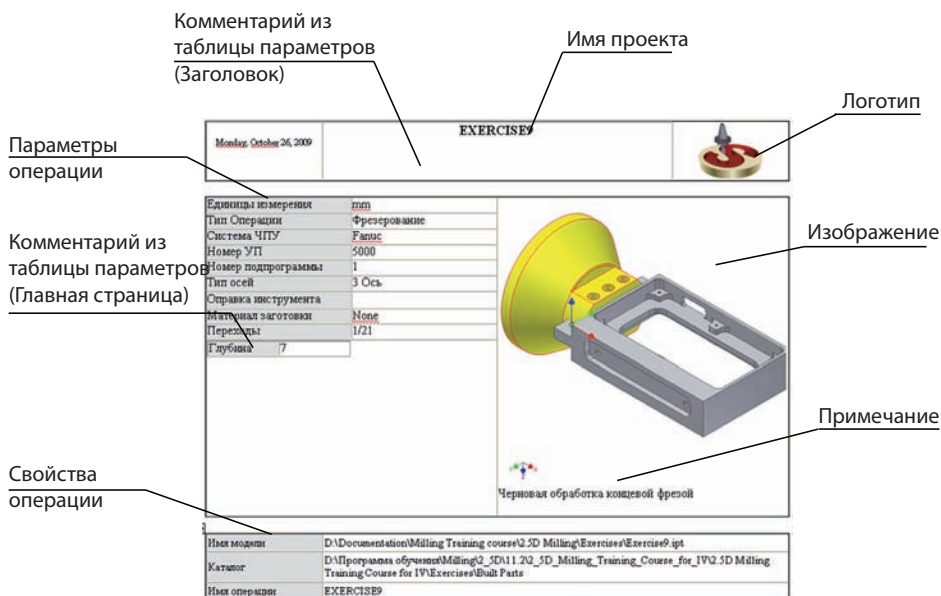 Комментарий из
таблицы параметров
(Заголовок)
Имя проекта
Логотип
Monday, October 26, 2009
EXERCISE9
Параметры
операции
Комментарий из
таблицы параметров
(Главная страница)
Единицы измерения mm
Тип Операции Фрезерование
Система ЧПУ Fanuc
Номер УП 5000
Номер подпрограммы 1
Тип осей 3 Ось
Оправка инструмента
Материал заготовки None
Переходы 1/21
Глубина 7
Изображение
Примечание
Черновая обработка концевой фрезой
Свойства
операции
Имя модели D:\Documentation\Milling Training course\2.5D Milling\Exercises\Exercise9.ipt
Каталог D:\Программа обучения\Milling\2_5D\11.2\2_5D_Milling_Training_Course_for_IV\2.5D Milling
Training Course for IV\Exercises\Built Parts
Имя операции EXERCISE9